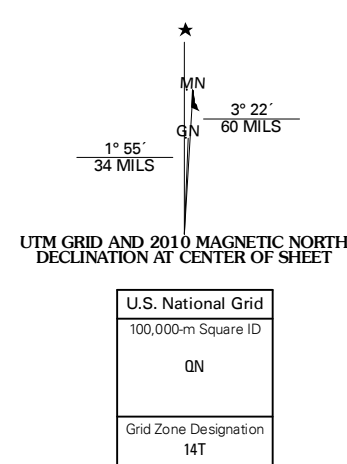 ★
MN
3° 22´
60 MILS
GN
1° 55´
34 MILS
UTM GRID AND 2010 MAGNETIC NORTH
DECLINATION AT CENTER OF SHEET
U.S. National Grid
100,000-m Square ID
QN
Grid Zone Designation
14T